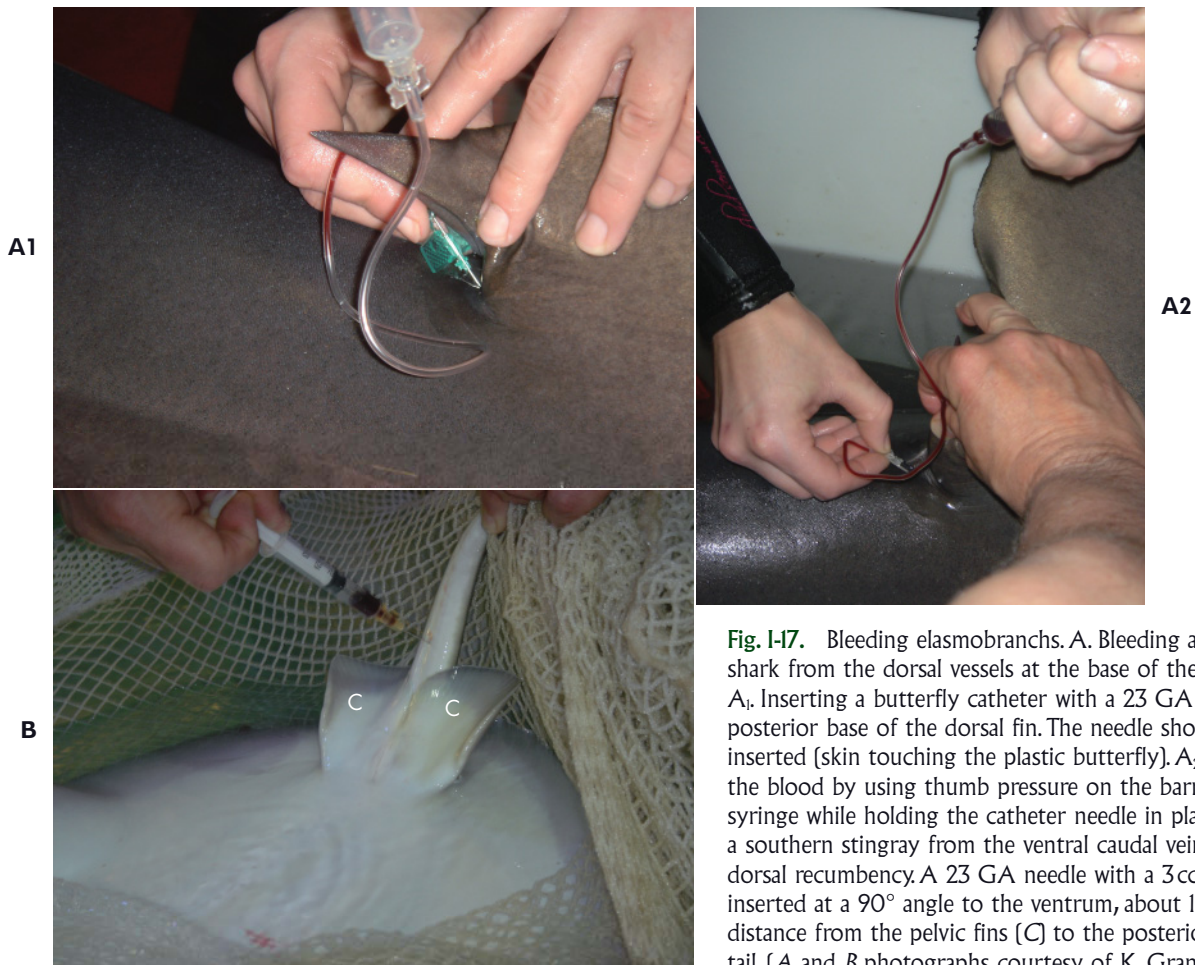 A1
A2
B
C
C
Fig. I-17. Bleeding elasmobranchs. A. Bleeding a
shark from the dorsal vessels at the base of the
A₁. Inserting a butterfly catheter with a 23 GA
posterior base of the dorsal fin. The needle sho
inserted (skin touching the plastic butterfly). A₂
the blood by using thumb pressure on the barr
syringe while holding the catheter needle in pla
a southern stingray from the ventral caudal vein
dorsal recumbency. A 23 GA needle with a 3cc
inserted at a 90° angle to the ventrum, about 1
distance from the pelvic fins (C) to the posterio
tail. (A and B photographs courtesy of K. Gran